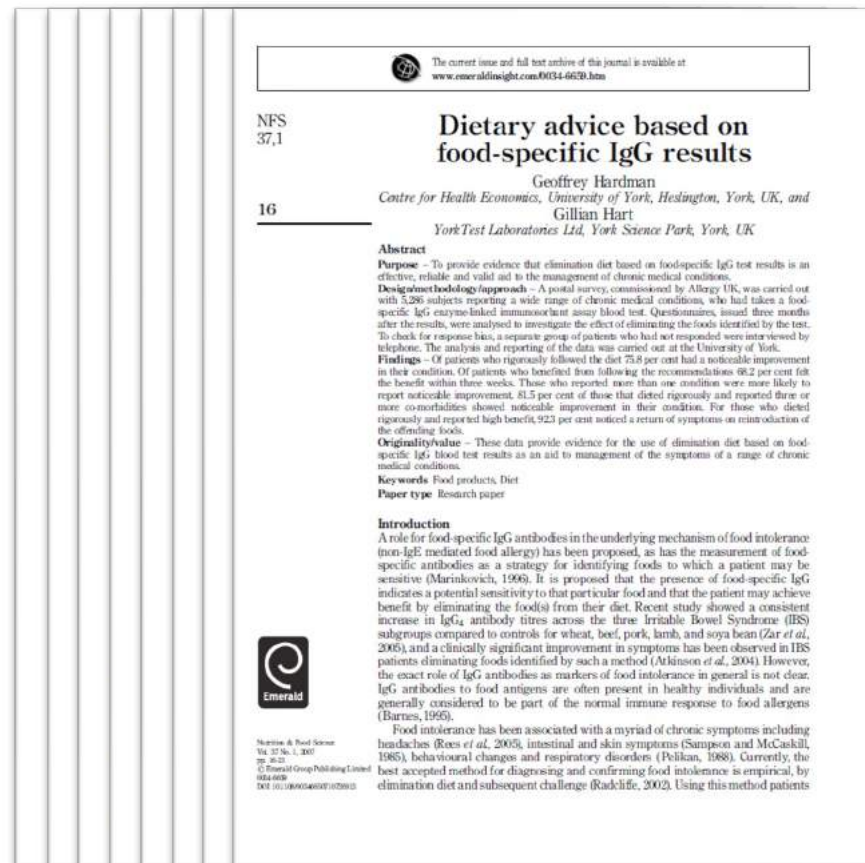 The current issue and full text archive of this journal is available at
www.emeraldinsight.com/0034-6659.htm
NFS
37,1
16
Dietary advice based on
food-specific IgG results
Geoffrey Hardman
Centre for Health Economics, University of York, Heslington, York, UK, and
Gillian Hart
YorkTest Laboratories Ltd, York Science Park, York, UK
Abstract
Purpose – To provide evidence that elimination diet based on food-specific IgG test results is an
effective, reliable and valid aid to the management of chronic medical conditions.
Design/methodology/approach – A postal survey, commissioned by Allergy UK, was carried out
with 5,286 subjects reporting a wide range of chronic medical conditions, who had taken a food-
specific IgG enzyme-linked immunosorbant assay blood test. Questionnaires, issued three months
after the results, were analysed to investigate the effect of eliminating the foods identified by the test.
To check for response bias, a separate group of patients who had not responded were interviewed by
telephone. The analysis and reporting of the data was carried out at the University of York.
Findings – Of patients who rigorously followed the diet 75.8 per cent had a noticeable improvement
in their condition. Of patients who benefited from following the recommendations 68.2 per cent felt
the benefit within three weeks. Those who reported more than one condition were more likely to
report noticeable improvement. 81.5 per cent of those that dieted rigorously and reported three or
more co-morbidities showed noticeable improvement in their condition. For those who dieted
rigorously and reported high benefit, 92.3 per cent noticed a return of symptoms on reintroduction of
the offending foods.
Originality/value – These data provide evidence for the use of elimination diet based on food-
specific IgG blood test results as an aid to management of the symptoms of a range of chronic
medical conditions.
Keywords Food products, Diet
Paper type Research paper
Introduction
A role for food-specific IgG antibodies in the underlying mechanism of food intolerance
(non-IgE mediated food allergy) has been proposed, as has the measurement of food-
specific antibodies as a strategy for identifying foods to which a patient may be
sensitive (Marinkovich, 1996). It is proposed that the presence of food-specific IgG
indicates a potential sensitivity to that particular food and that the patient may achieve
benefit by eliminating the food(s) from their diet. Recent study showed a consistent
increase in IgG₄ antibody titres across the three Irritable Bowel Syndrome (IBS)
subgroups compared to controls for wheat, beef, pork, lamb, and soya bean (Zar et al.,
2005), and a clinically significant improvement in symptoms has been observed in IBS
patients eliminating foods identified by such a method (Atkinson et al., 2004). However,
the exact role of IgG antibodies as markers of food intolerance in general is not clear.
IgG antibodies to food antigens are often present in healthy individuals and are
generally considered to be part of the normal immune response to food allergens
(Barnes, 1995).
Food intolerance has been associated with a myriad of chronic symptoms including
headaches (Rees et al., 2005), intestinal and skin symptoms (Sampson and McCaskill,
1985), behavioural changes and respiratory disorders (Pelikan, 1988). Currently, the
best accepted method for diagnosing and confirming food intolerance is empirical, by
elimination diet and subsequent challenge (Radcliffe, 2002). Using this method patients
Emerald
Nutrition & Food Science
Vol. 37 No. 1, 2007
pp. 16-23
© Emerald Group Publishing Limited
0034-6659